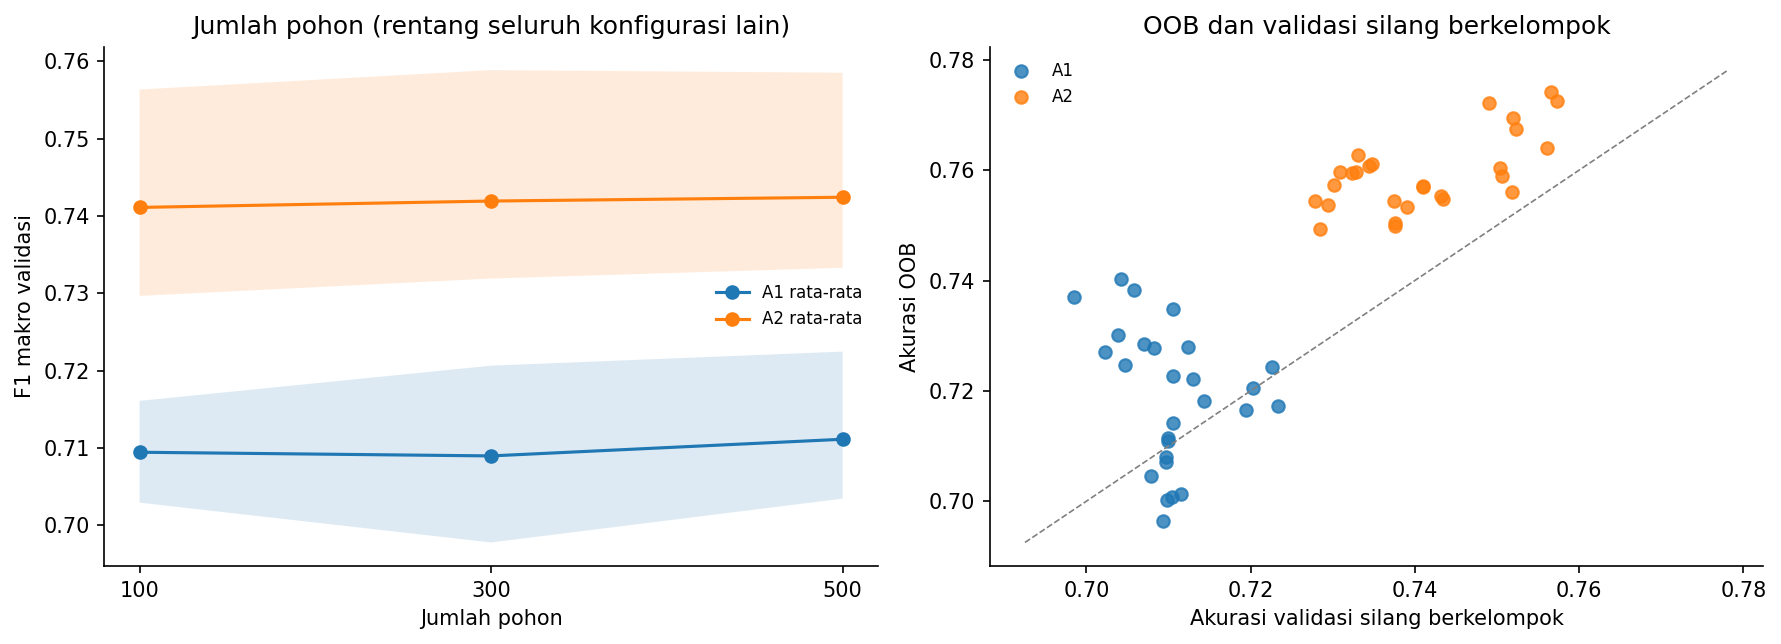 Jumlah pohon (rentang seluruh konfigurasi lain)
0.76
0.75
0.74
0.73
0.72
0.71
0.70
F1 makro validasi
A1 rata-rata
A2 rata-rata
100
300
500
Jumlah pohon
OOB dan validasi silang berkelompok
A1
A2
0.78
0.76
0.74
0.72
0.70
Akurasi OOB
0.70
0.72
0.74
0.76
0.78
Akurasi validasi silang berkelompok